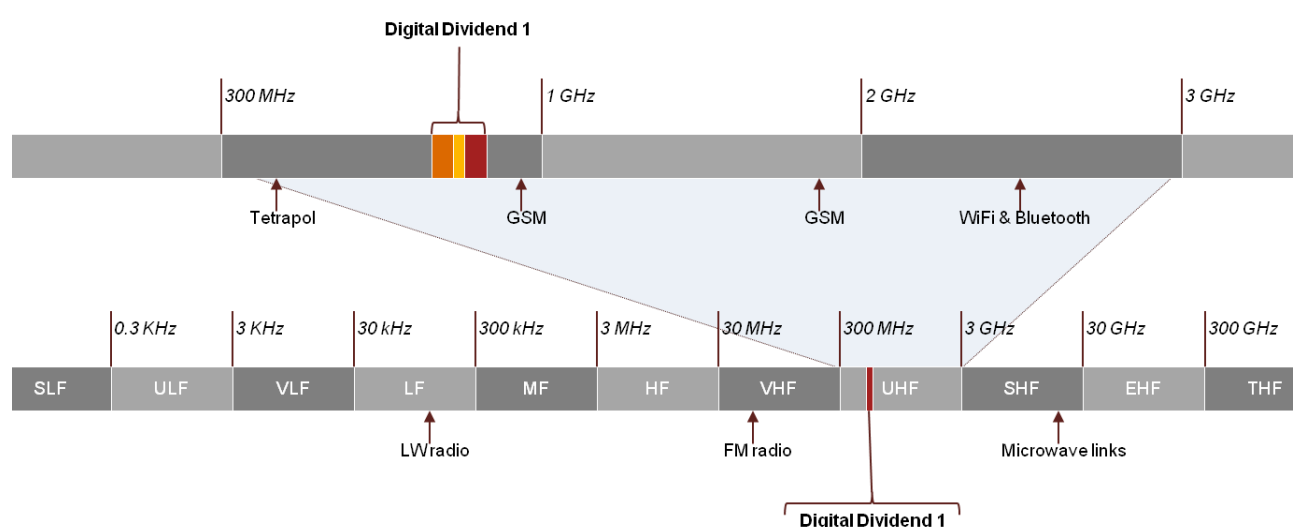 Digital Dividend 1
300 MHz 1 GHz 2 GHz 3 GHz
Tetrapol GSM GSM WiFi & Bluetooth
0.3 KHz 3 KHz 30 kHz 300 kHz 3 MHz 30 MHz 300 MHz 3 GHz 30 GHz 300 GHz
SLF ULF VLF LF MF HF VHF UHF SHF EHF THF
LW radio FM radio Microwave links
Digital Dividend 1